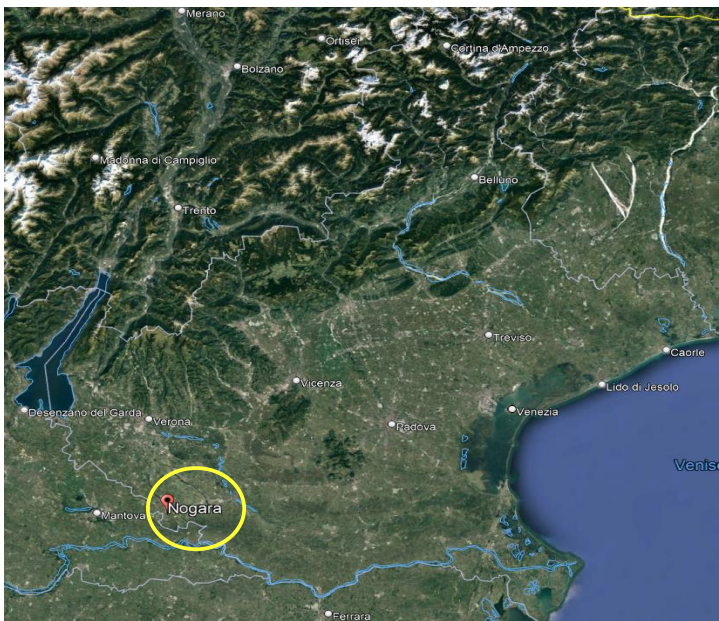 Merano
Ortisei
Cortina d'Ampezzo
Bolzano
Madonna di Campiglio
Belluno
Trento
Treviso
Caorle
Vicenza
Lido di Jesolo
Desenzano del Garda
Verona
Venezia
Padova
Nogara
Mantova
Ferrara